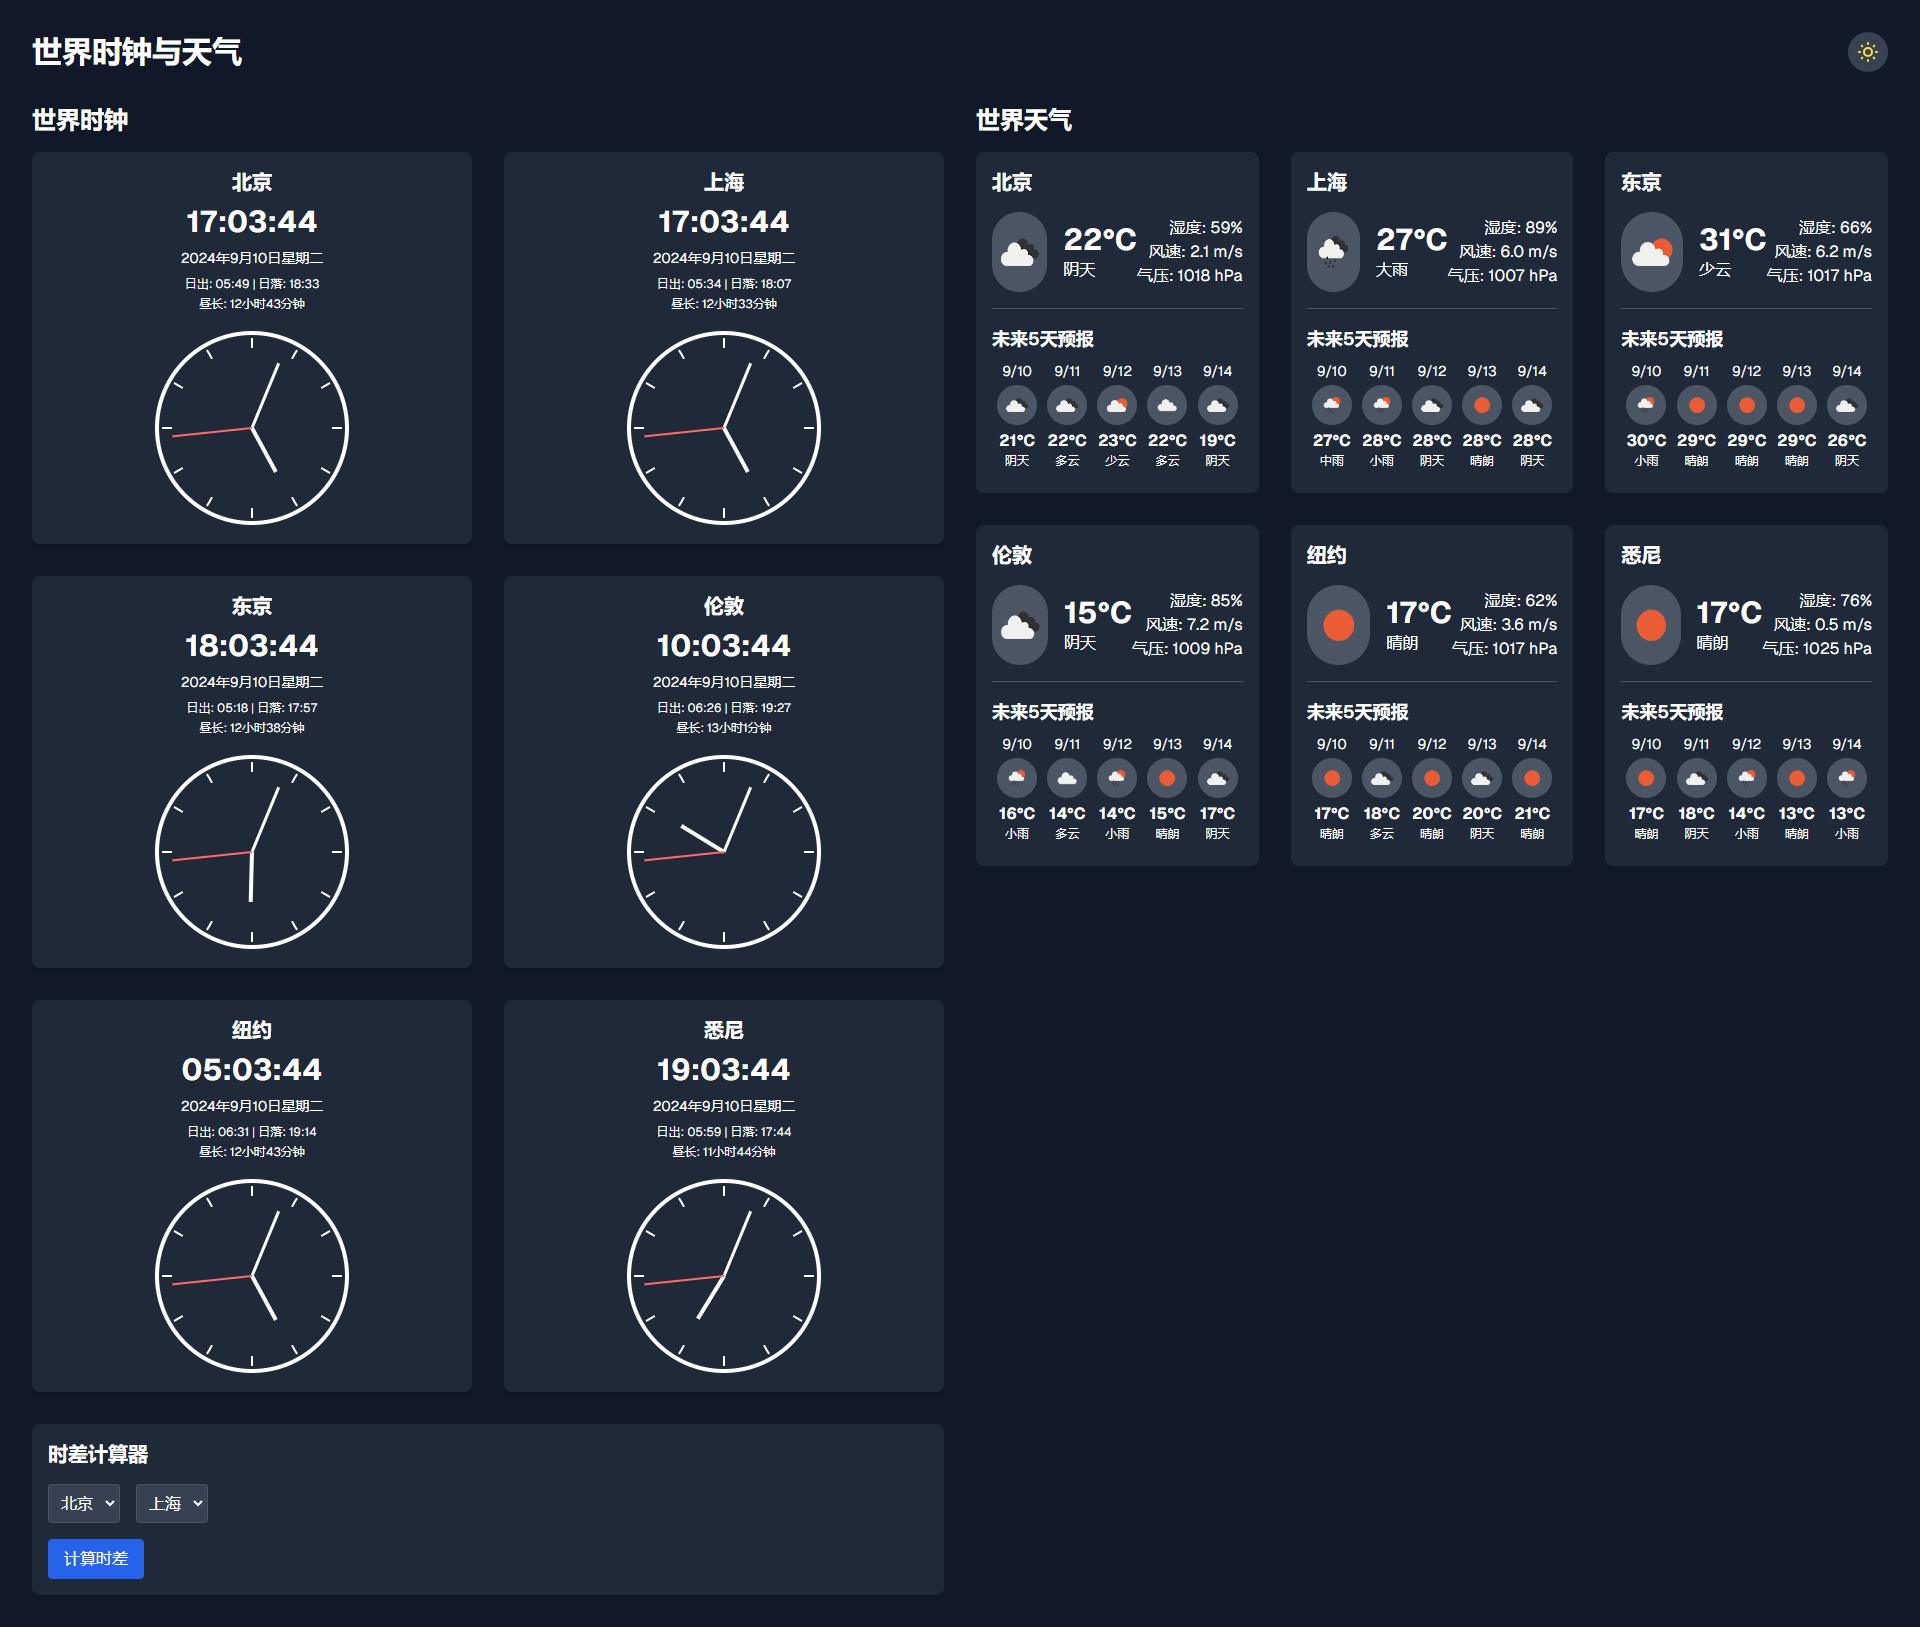 世界时钟与天气
世界时钟
北京
17:03:44
2024年9月10日星期二
日出: 05:49 | 日落: 18:33
昼长: 12小时43分钟
上海
17:03:44
2024年9月10日星期二
日出: 05:34 | 日落: 18:07
昼长: 12小时33分钟
东京
18:03:44
2024年9月10日星期二
日出: 05:18 | 日落: 17:57
昼长: 12小时38分钟
伦敦
10:03:44
2024年9月10日星期二
日出: 06:26 | 日落: 19:27
昼长: 13小时1分钟
纽约
05:03:44
2024年9月10日星期二
日出: 06:31 | 日落: 19:14
昼长: 12小时43分钟
悉尼
19:03:44
2024年9月10日星期二
日出: 05:59 | 日落: 17:44
昼长: 11小时44分钟
时差计算器
北京 上海
计算时差
世界天气
北京
22°C
阴天
湿度: 59%
风速: 2.1 m/s
气压: 1018 hPa
未来5天预报
9/10 9/11 9/12 9/13 9/14
21°C 22°C 23°C 22°C 19°C
阴天 多云 少云 多云 阴天
上海
27°C
大雨
湿度: 89%
风速: 6.0 m/s
气压: 1007 hPa
未来5天预报
9/10 9/11 9/12 9/13 9/14
27°C 28°C 28°C 28°C 28°C
中雨 小雨 阴天 晴朗 阴天
东京
31°C
少云
湿度: 66%
风速: 6.2 m/s
气压: 1017 hPa
未来5天预报
9/10 9/11 9/12 9/13 9/14
30°C 29°C 29°C 29°C 26°C
小雨 晴朗 晴朗 晴朗 阴天
伦敦
15°C
阴天
湿度: 85%
风速: 7.2 m/s
气压: 1009 hPa
未来5天预报
9/10 9/11 9/12 9/13 9/14
16°C 14°C 14°C 15°C 17°C
小雨 多云 小雨 晴朗 阴天
纽约
17°C
晴朗
湿度: 62%
风速: 3.6 m/s
气压: 1017 hPa
未来5天预报
9/10 9/11 9/12 9/13 9/14
17°C 18°C 20°C 20°C 21°C
晴朗 多云 晴朗 阴天 晴朗
悉尼
17°C
晴朗
湿度: 76%
风速: 0.5 m/s
气压: 1025 hPa
未来5天预报
9/10 9/11 9/12 9/13 9/14
17°C 18°C 14°C 13°C 13°C
晴朗 阴天 小雨 晴朗 小雨